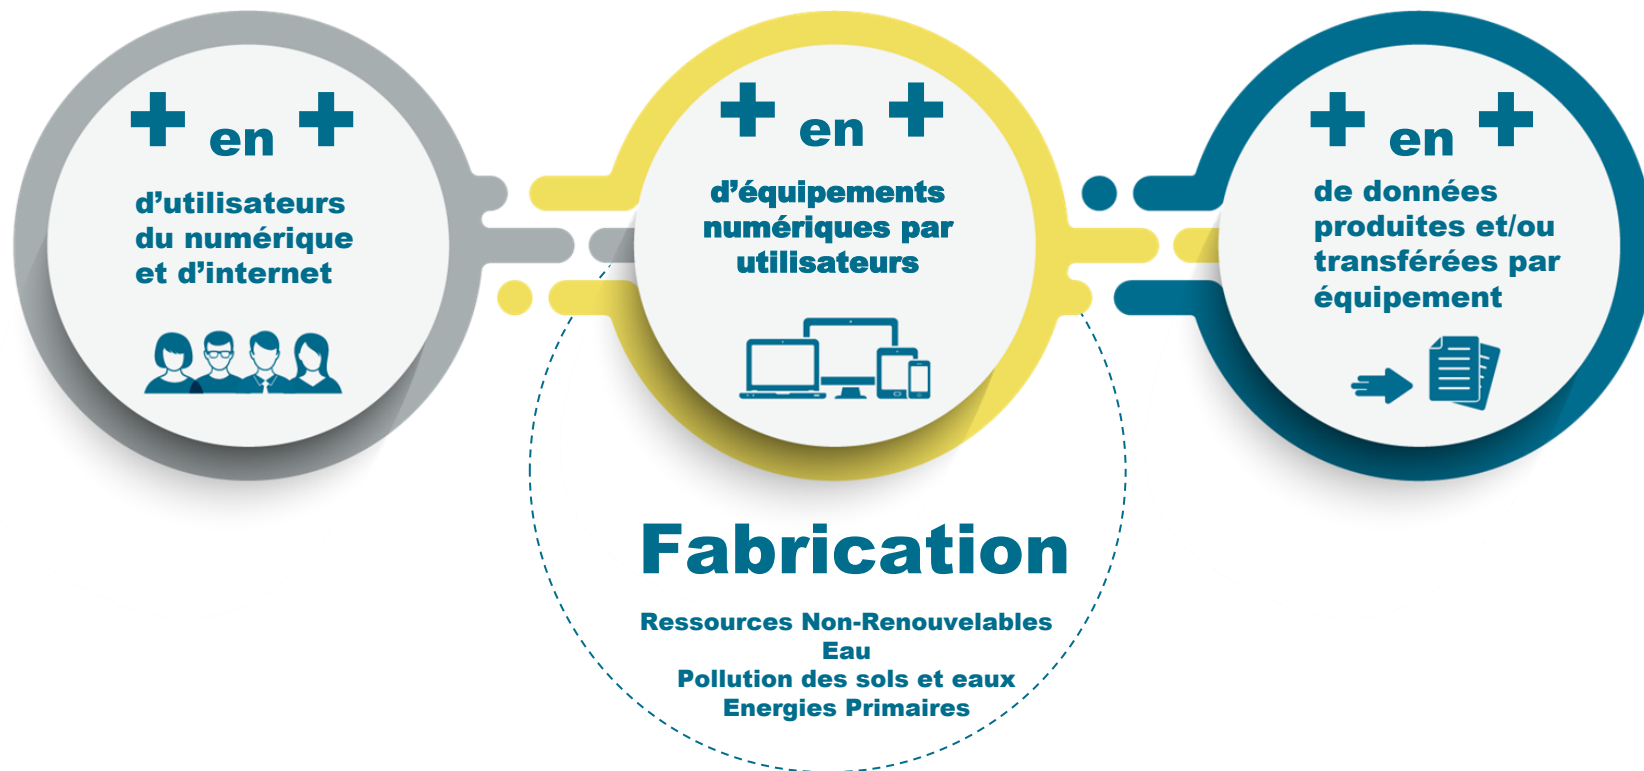 + en +
d'utilisateurs
du numérique
et d'internet
+ en +
d'équipements
numériques par
utilisateurs
+ en +
de données
produites et/ou
transférées par
équipement
Fabrication
Ressources Non-Renouvelables
Eau
Pollution des sols et eaux
Energies Primaires